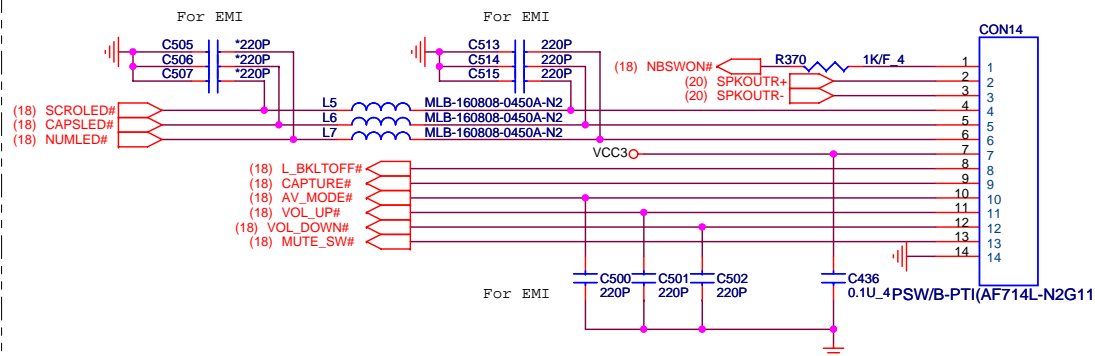 For EMI
For EMI
CON14
C505 *220P
C506 *220P
C507 *220P
C513 220P
C514 220P
C515 220P
(18) NBSWON# R370 1K/F_4 1 1
(20) SPKOUTR+ 2 2
(20) SPKOUTR- 3 3
(18) SCROLED# L5 MLB-160808-0450A-N2 4 4
(18) CAPSLED# L6 MLB-160808-0450A-N2 5 5
(18) NUMLED# L7 MLB-160808-0450A-N2 6 6
VCC3 7 7
(18) L_BKLTOFF# 8 8
(18) CAPTURE# 9 9
(18) AV_MODE# 10 10
(18) VOL_UP# 11 11
(18) VOL_DOWN# 12 12
(18) MUTE_SW# 13 13
14 14
For EMI
C500 220P
C501 220P
C502 220P
C436 0.1U_4
PSW/B-PTI(AF714L-N2G11